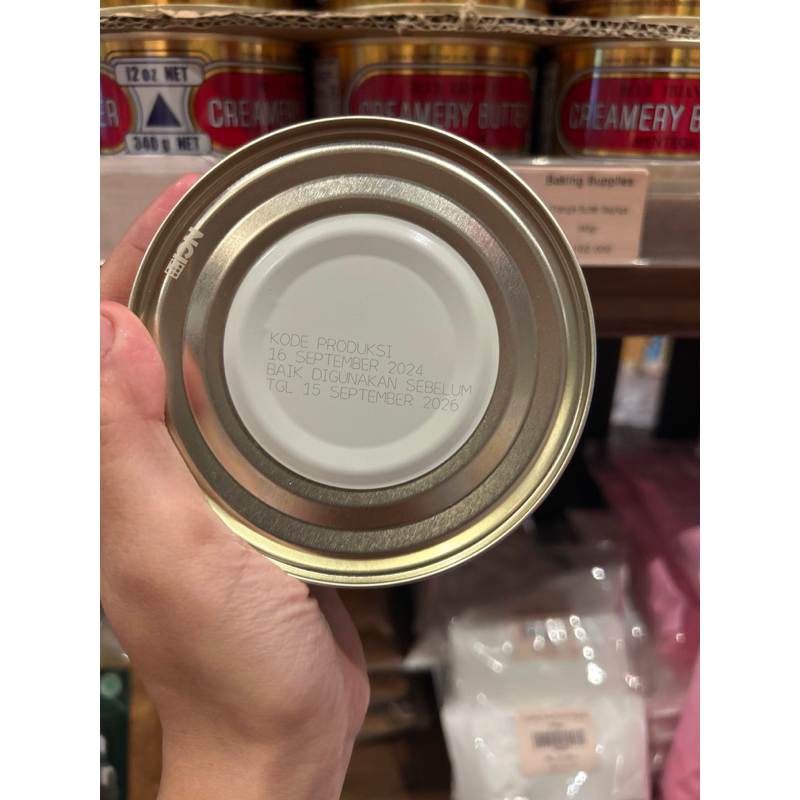 12 oz NET
340 g NET
CREAMERY
CREAMERY BUTTER
CREAMERY B
Baking Supplies
KODE PRODUKSI
16 SEPTEMBER 2024
BAIK DIGUNAKAN SEBELUM
TGL 15 SEPTEMBER 2026